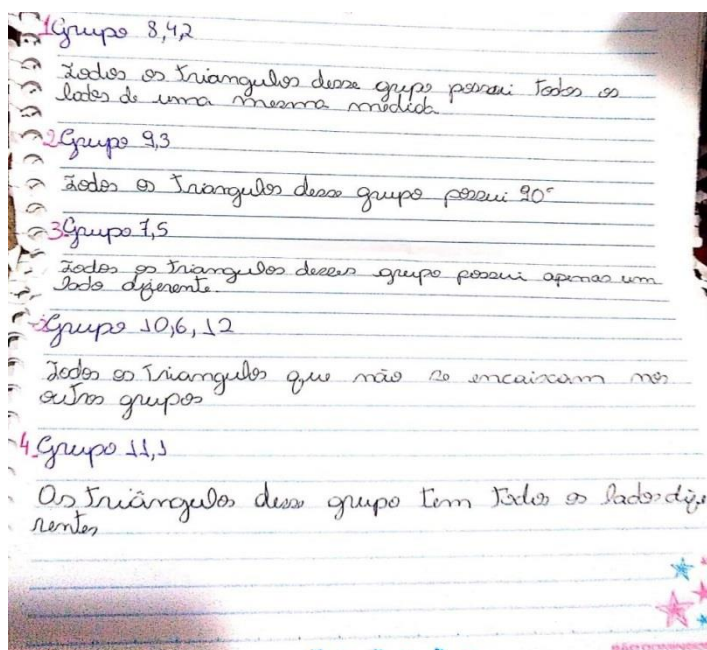 1 Grupo 8,4,2
Todos os triangulos desse grupo possui todos os
lados de uma mesma medida
2 Grupo 9,3
Todos os Triangulos desse grupo possui 90°
3 Grupo 7,5
Todos os triangulos desses grupo possui apenas um
lado diferente.
Grupo 10,6,12
Todos os Triangulos que não se encaixam nos
outros grupos
4 Grupo 11,1
Os Triângulos desse grupo tem Todos os lados dife
rentes